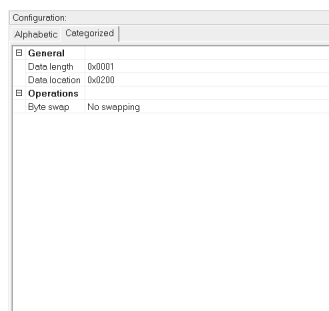 Configuration:
Alphabetic Categorized
General
Data length 0x0001
Data location 0x0200
Operations
Byte swap No swapping